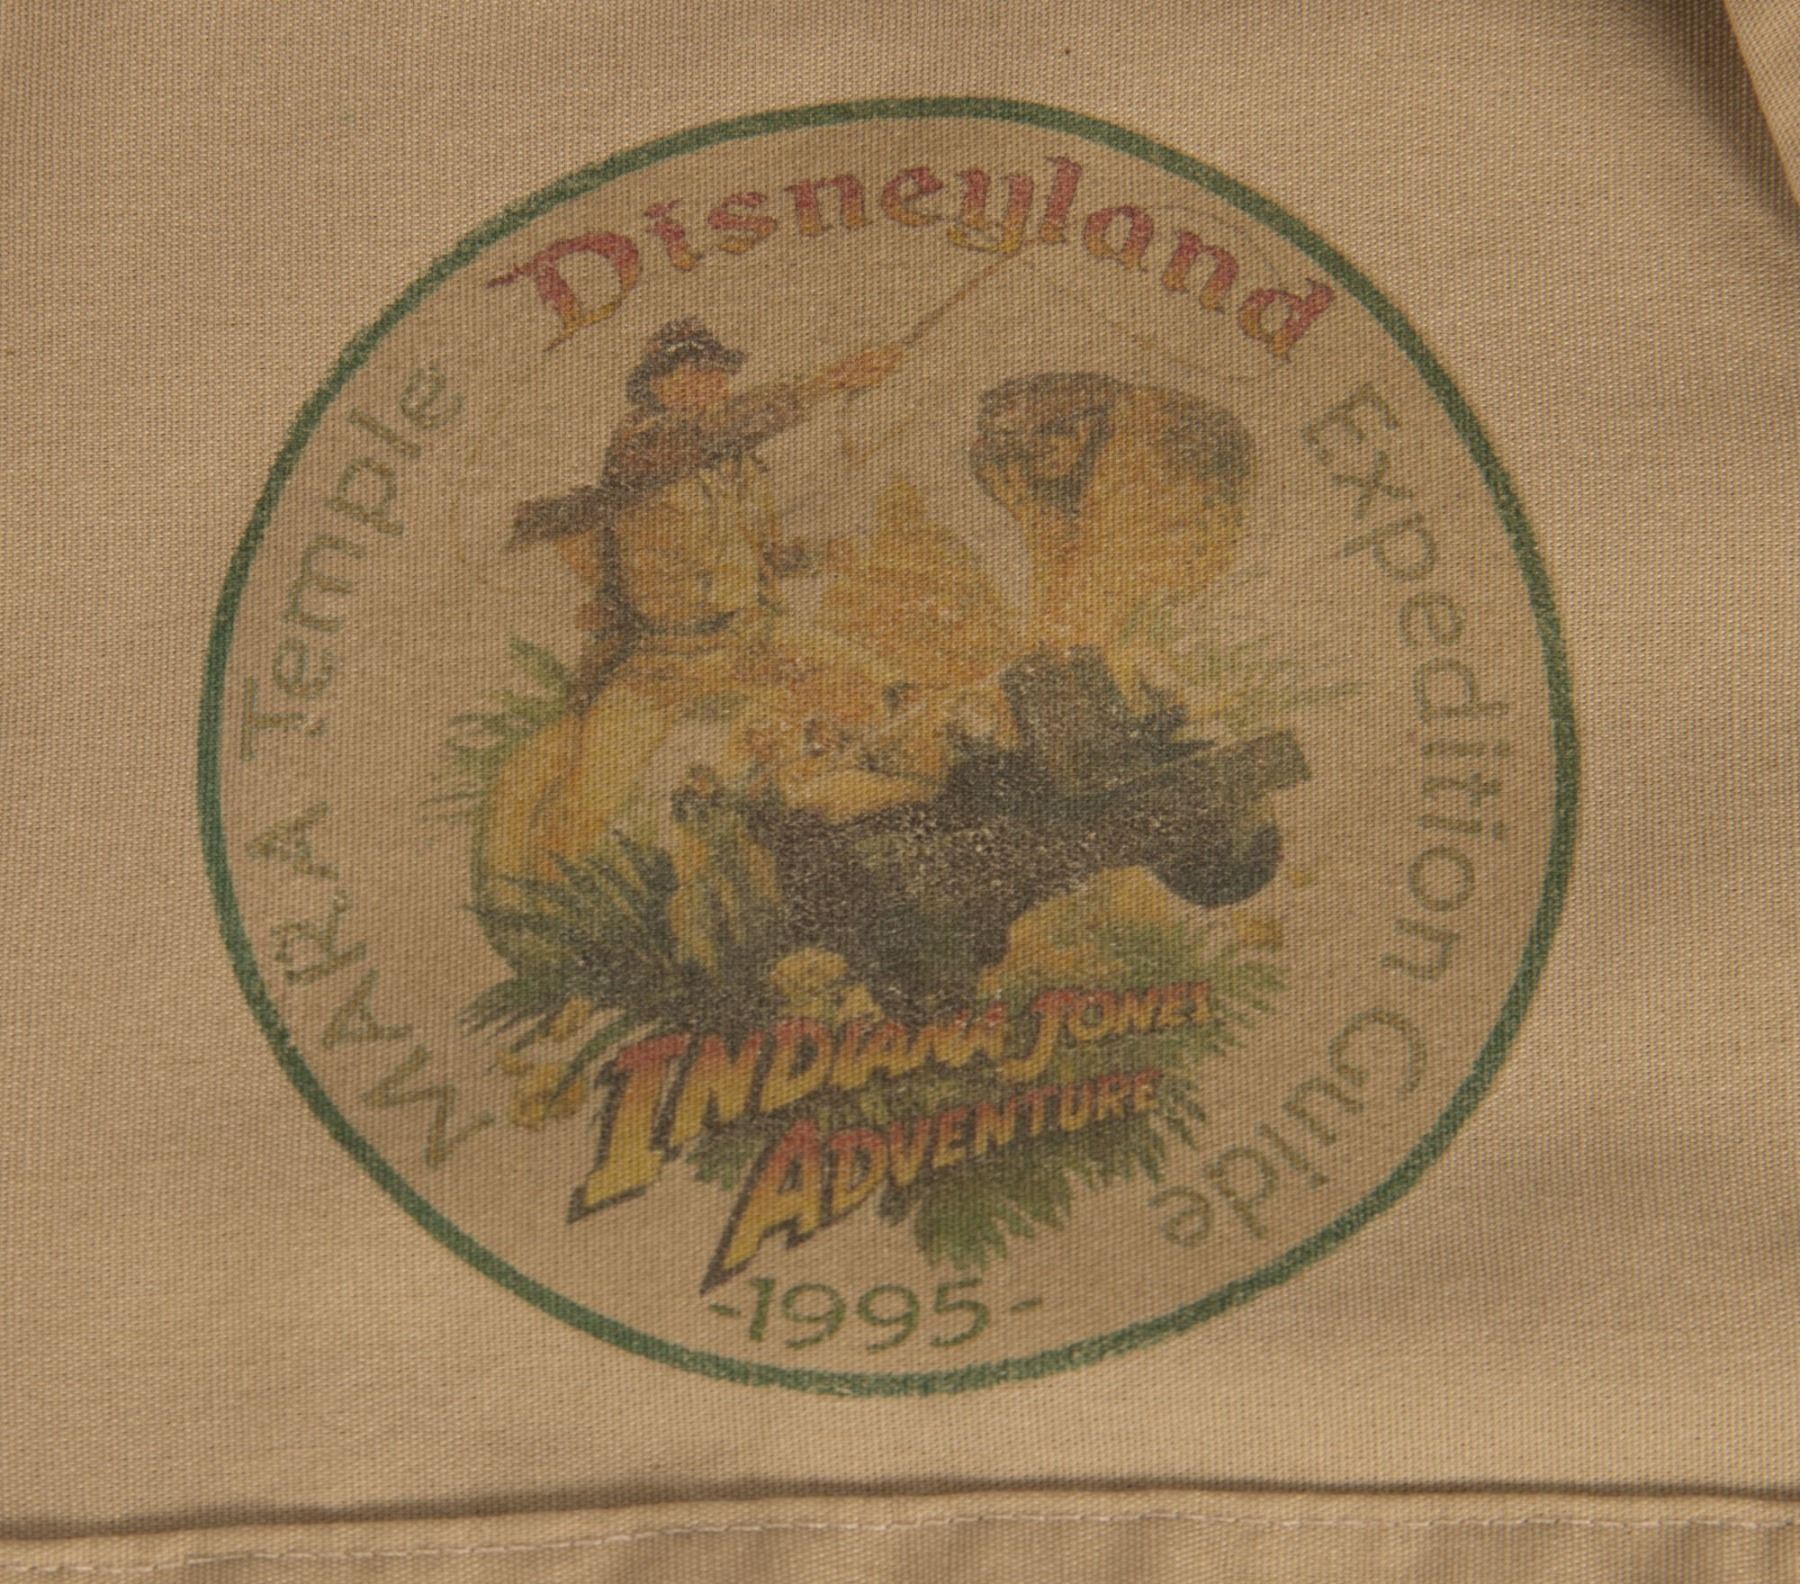 Disneyland
MARA Temple
Expedition Guide
INDIANA JONES
ADVENTURE
-1995-